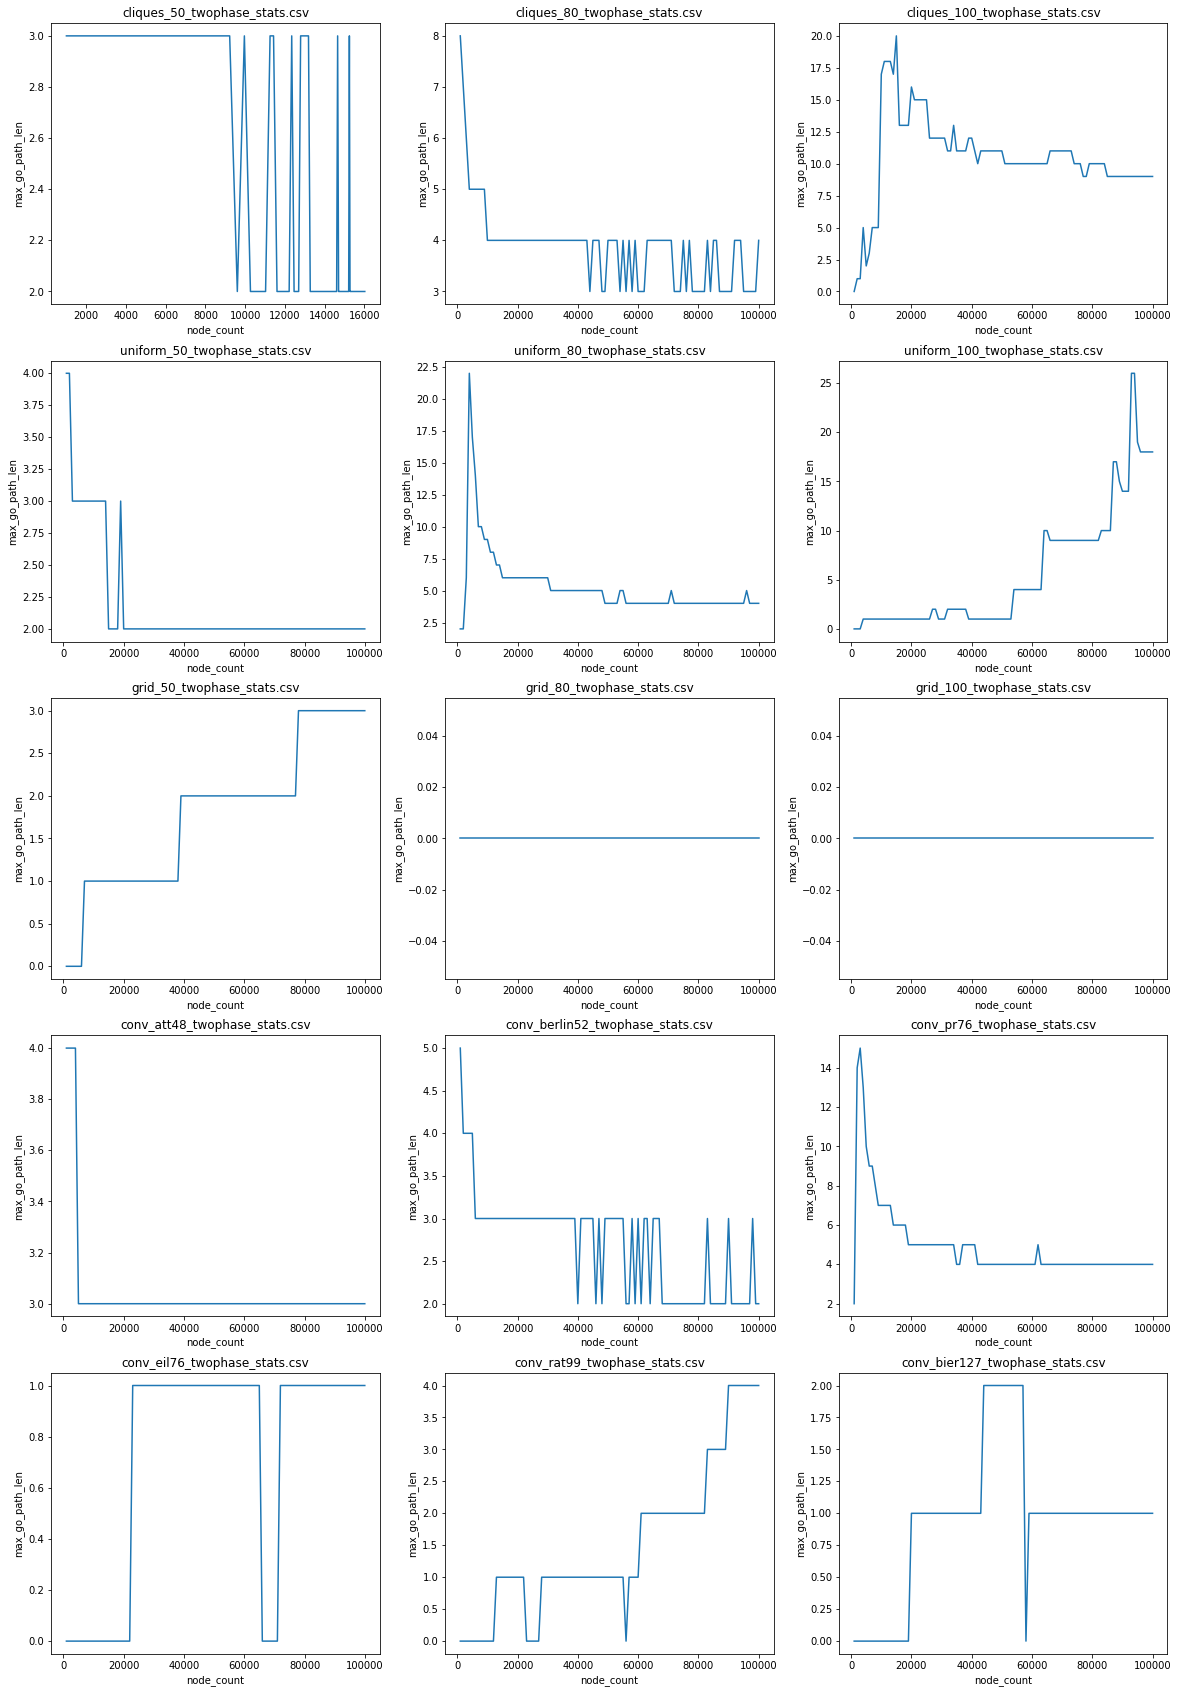 cliques_50_twophase_stats.csv
max_go_path_len
3.0
2.8
2.6
2.4
2.2
2.0
2000 4000 6000 8000 10000 12000 14000 16000
node_count
cliques_80_twophase_stats.csv
max_go_path_len
8
7
6
5
4
3
0 20000 40000 60000 80000 100000
node_count
cliques_100_twophase_stats.csv
max_go_path_len
20.0
17.5
15.0
12.5
10.0
7.5
5.0
2.5
0.0
0 20000 40000 60000 80000 100000
node_count
uniform_50_twophase_stats.csv
max_go_path_len
4.00
3.75
3.50
3.25
3.00
2.75
2.50
2.25
2.00
0 20000 40000 60000 80000 100000
node_count
uniform_80_twophase_stats.csv
max_go_path_len
22.5
20.0
17.5
15.0
12.5
10.0
7.5
5.0
2.5
0 20000 40000 60000 80000 100000
node_count
uniform_100_twophase_stats.csv
max_go_path_len
25
20
15
10
5
0
0 20000 40000 60000 80000 100000
node_count
grid_50_twophase_stats.csv
max_go_path_len
3.0
2.5
2.0
1.5
1.0
0.5
0.0
0 20000 40000 60000 80000 100000
node_count
grid_80_twophase_stats.csv
max_go_path_len
0.04
0.02
0.00
−0.02
−0.04
0 20000 40000 60000 80000 100000
node_count
grid_100_twophase_stats.csv
max_go_path_len
0.04
0.02
0.00
−0.02
−0.04
0 20000 40000 60000 80000 100000
node_count
conv_att48_twophase_stats.csv
max_go_path_len
4.0
3.8
3.6
3.4
3.2
3.0
0 20000 40000 60000 80000 100000
node_count
conv_berlin52_twophase_stats.csv
max_go_path_len
5.0
4.5
4.0
3.5
3.0
2.5
2.0
0 20000 40000 60000 80000 100000
node_count
conv_pr76_twophase_stats.csv
max_go_path_len
14
12
10
8
6
4
2
0 20000 40000 60000 80000 100000
node_count
conv_eil76_twophase_stats.csv
max_go_path_len
1.0
0.8
0.6
0.4
0.2
0.0
0 20000 40000 60000 80000 100000
node_count
conv_rat99_twophase_stats.csv
max_go_path_len
4.0
3.5
3.0
2.5
2.0
1.5
1.0
0.5
0.0
0 20000 40000 60000 80000 100000
node_count
conv_bier127_twophase_stats.csv
max_go_path_len
2.00
1.75
1.50
1.25
1.00
0.75
0.50
0.25
0.00
0 20000 40000 60000 80000 100000
node_count